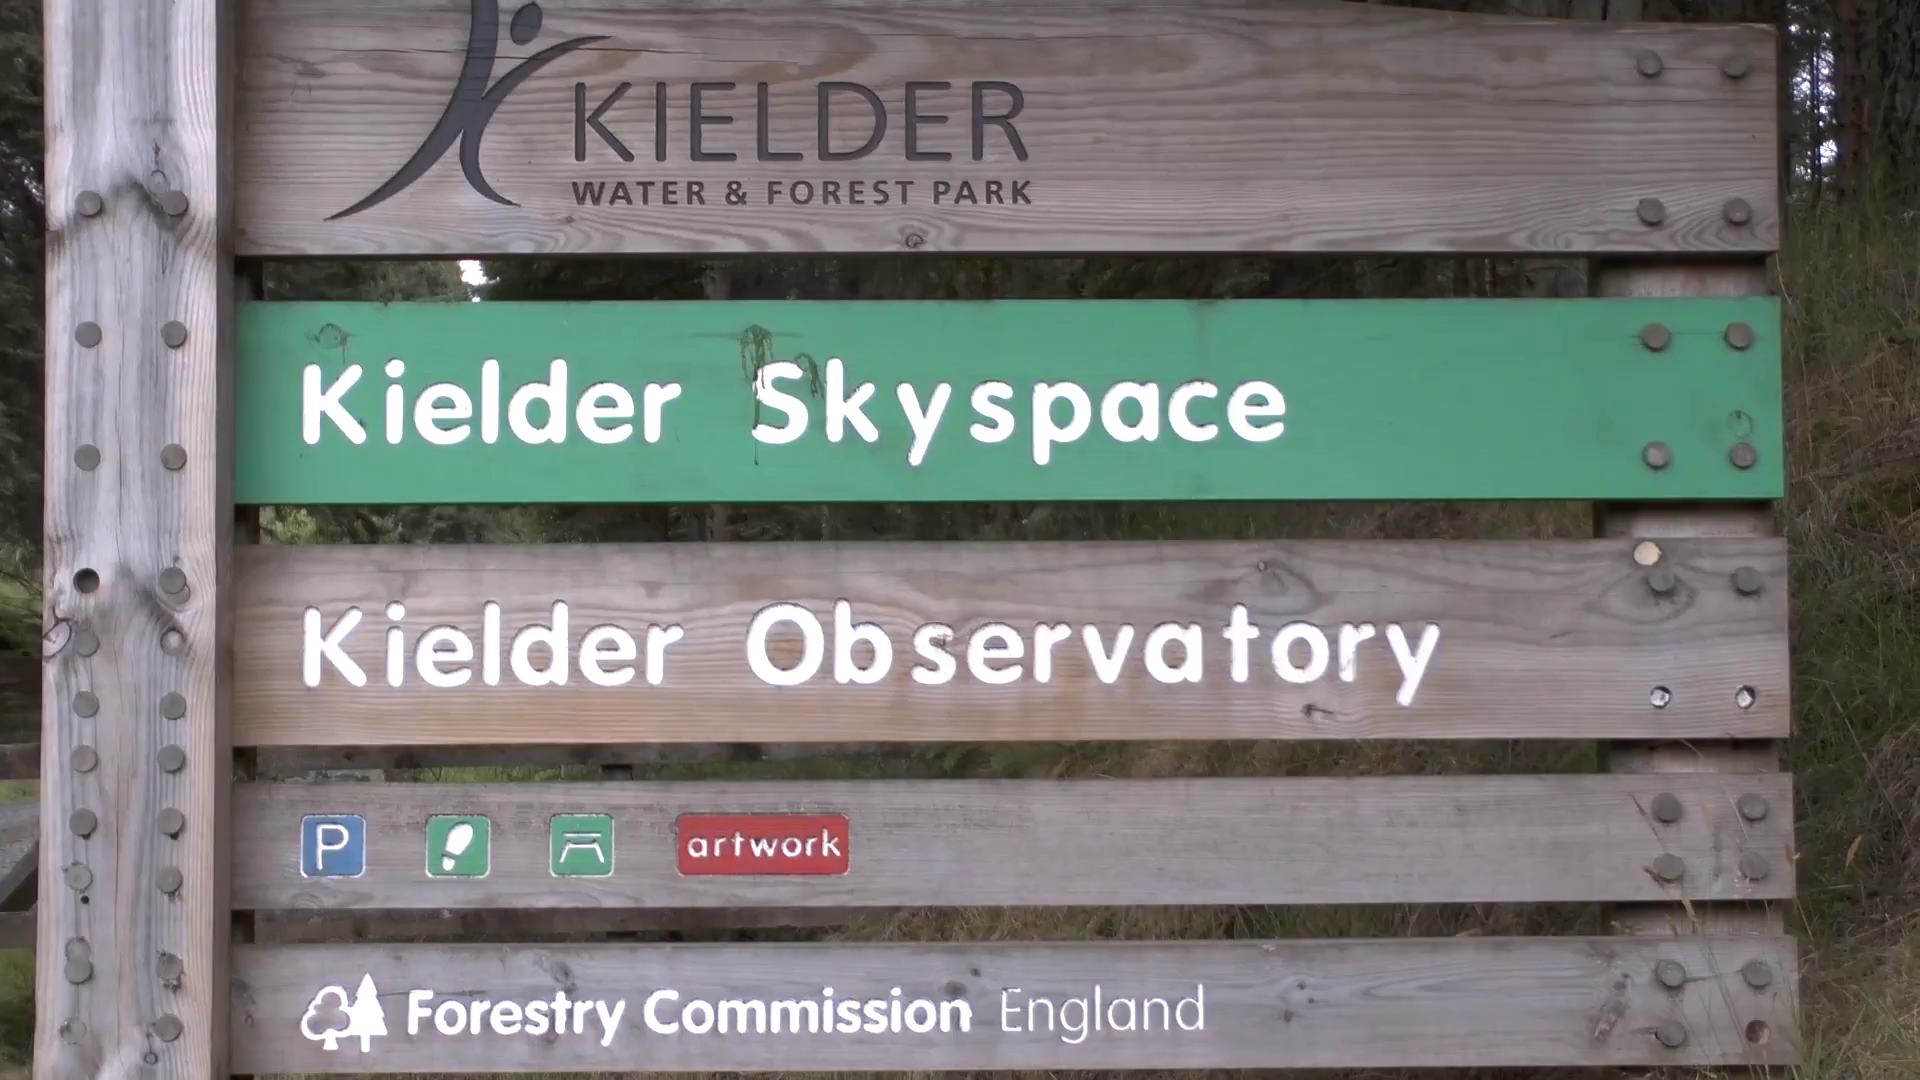 KIELDER
WATER & FOREST PARK
Kielder Skyspace
Kielder Observatory
P
artwork
Forestry Commission England